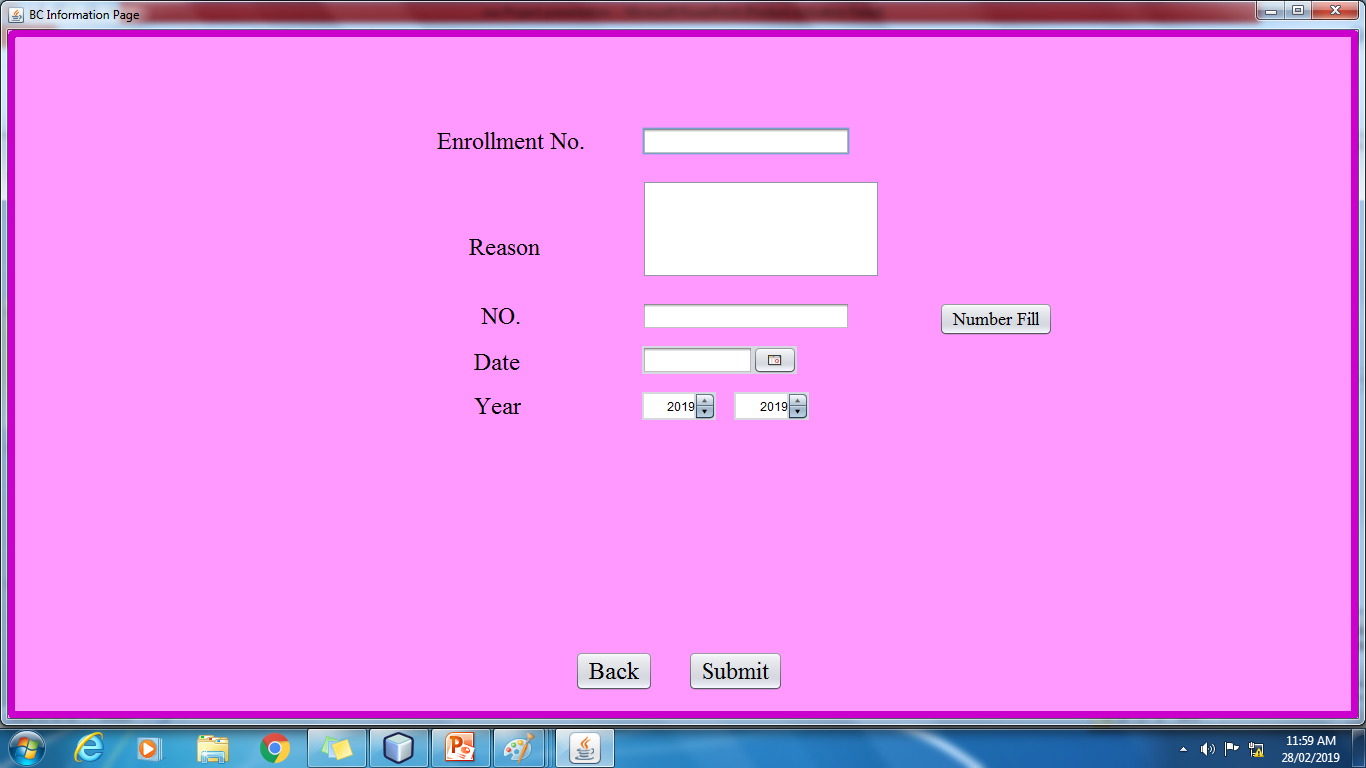 BC Information Page
Enrollment No.
Reason
NO.
Number Fill
Date
Year
2019 2019
Back Submit
11:59 AM
28/02/2019